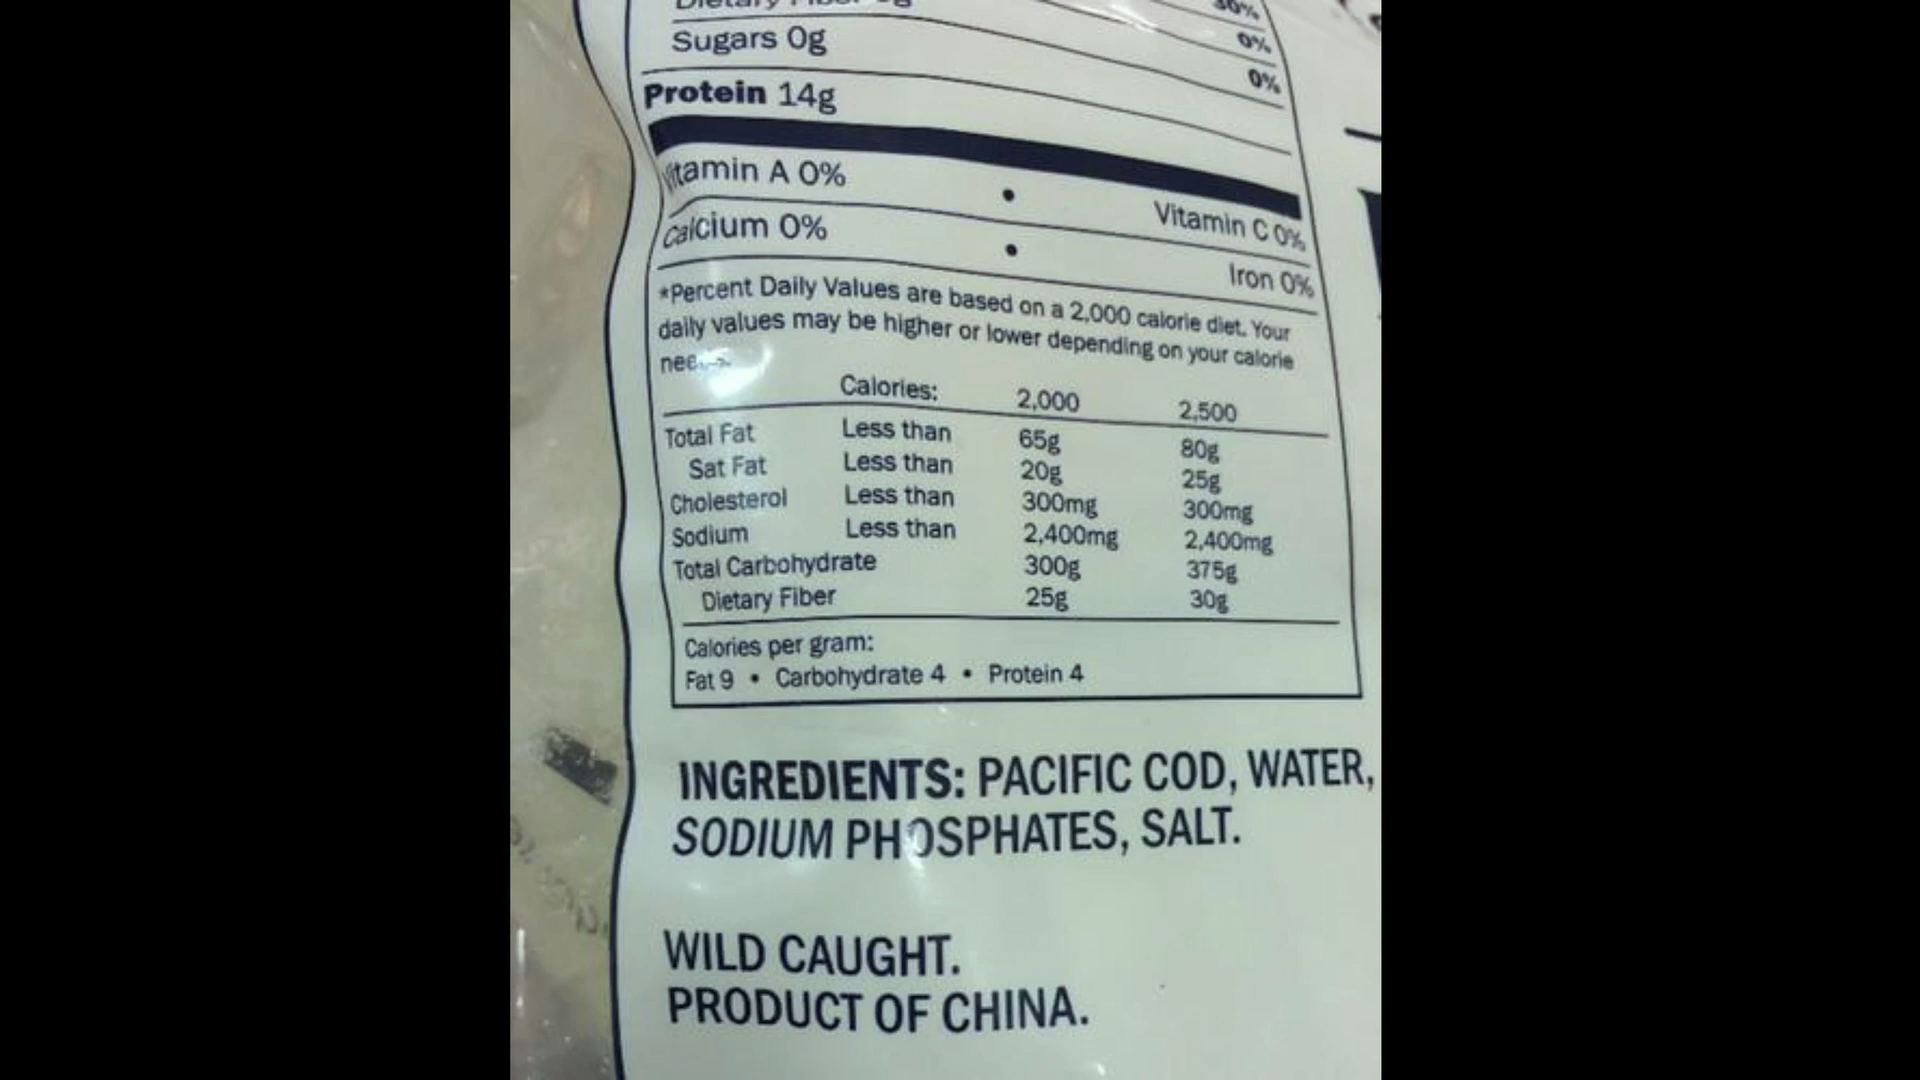 30%
Sugars 0g 0%
0%
Protein 14g
Vitamin A 0% • Vitamin C 0%
Calcium 0% • Iron 0%
*Percent Daily Values are based on a 2,000 calorie diet. Your
daily values may be higher or lower depending on your calorie
needs.
Calories: 2,000 2,500
Total Fat Less than 65g 80g
Sat Fat Less than 20g 25g
Cholesterol Less than 300mg 300mg
Sodium Less than 2,400mg 2,400mg
Total Carbohydrate 300g 375g
Dietary Fiber 25g 30g
Calories per gram:
Fat 9 • Carbohydrate 4 • Protein 4
INGREDIENTS: PACIFIC COD, WATER,
SODIUM PHOSPHATES, SALT.
WILD CAUGHT.
PRODUCT OF CHINA.